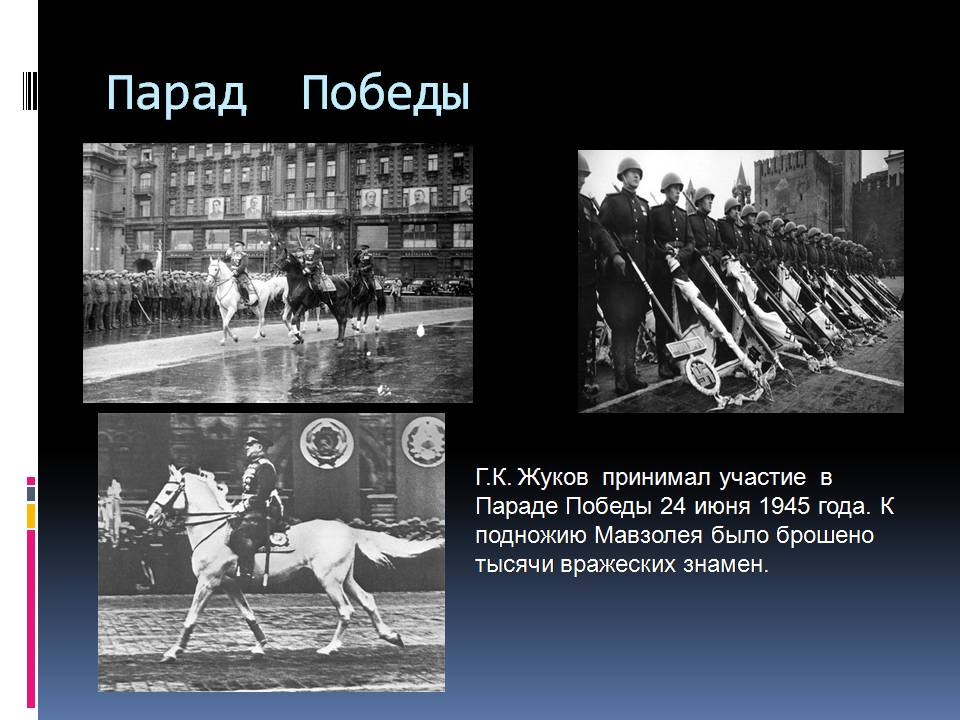 Парад Победы
Г.К. Жуков принимал участие в
Параде Победы 24 июня 1945 года. К
подножию Мавзолея было брошено
тысячи вражеских знамен.